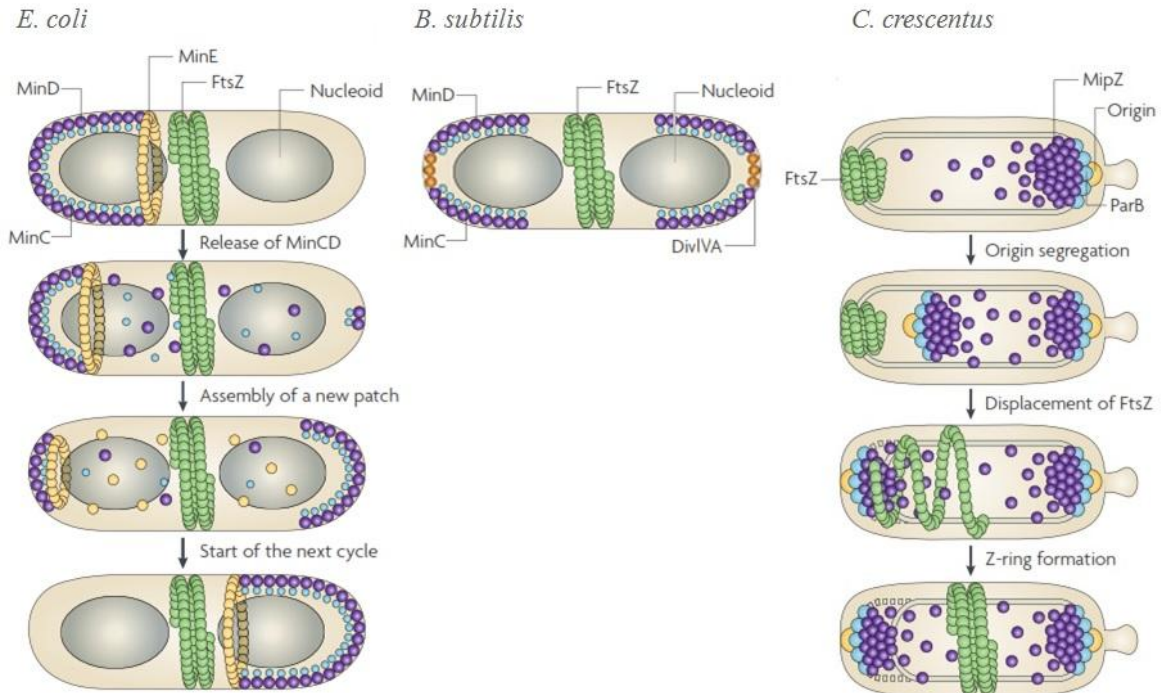 E. coli
MinE
MinD
FtsZ
Nucleoid
MinC
Release of MinCD
Assembly of a new patch
Start of the next cycle
B. subtilis
MinD
FtsZ
Nucleoid
MinC
DivIVA
C. crescentus
MipZ
Origin
FtsZ
ParB
Origin segregation
Displacement of FtsZ
Z-ring formation